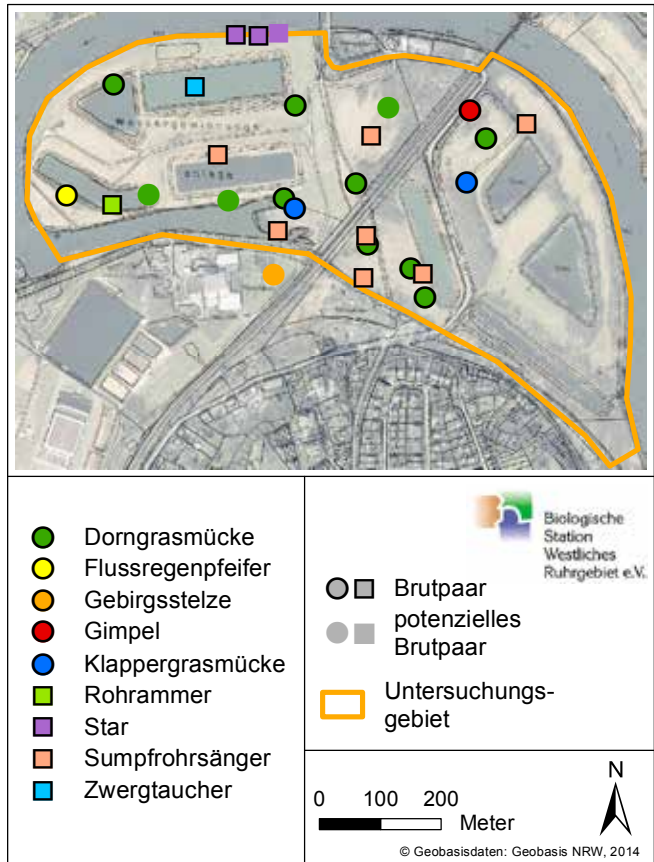 anlage
Dorngrasmücke
Flussregenpfeifer
Gebirgsstelze
Gimpel
Klappergrasmücke
Rohrammer
Star
Sumpfrohrsänger
Zwergtaucher
Biologische
Station
Westliches
Ruhrgebiet e.V.
Brutpaar
potenzielles
Brutpaar
Untersuchungs-
gebiet
0 100 200
Meter
N
© Geobasisdaten: Geobasis NRW, 2014